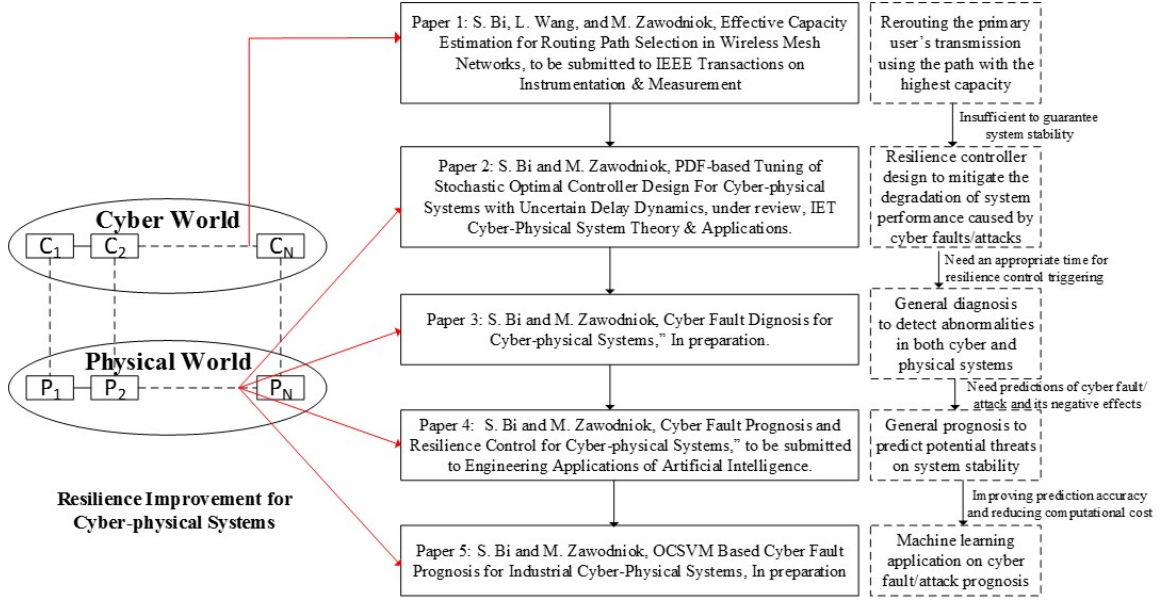 Paper 1: S. Bi, L. Wang, and M. Zawodniok, Effective Capacity
Estimation for Routing Path Selection in Wireless Mesh
Networks, to be submitted to IEEE Transactions on
Instrumentation & Measurement
Rerouting the primary
user's transmission
using the path with the
highest capacity
Insufficient to guarantee
system stability
Paper 2: S. Bi and M. Zawodniok, PDF-based Tuning of
Stochastic Optimal Controller Design For Cyber-physical
Systems with Uncertain Delay Dynamics, under review, IET
Cyber-Physical System Theory & Applications.
Resilience controller
design to mitigate the
degradation of system
performance caused by
cyber faults/attacks
Need an appropriate time for
resilience control triggering
Cyber World
C1
C2
CN
Paper 3: S. Bi and M. Zawodniok, Cyber Fault Dignosis for
Cyber-physical Systems,” In preparation.
General diagnosis
to detect abnormalities
in both cyber and
physical systems
Need predictions of cyber fault/
attack and its negative effects
Physical World
P1
P2
PN
Paper 4: S. Bi and M. Zawodniok, Cyber Fault Prognosis and
Resilience Control for Cyber-physical Systems,” to be submitted
to Engineering Applications of Artificial Intelligence.
General prognosis to
predict potential threats
on system stability
Improving prediction accuracy
and reducing computational cost
Resilience Improvement for
Cyber-physical Systems
Paper 5: S. Bi and M. Zawodniok, OCSVM Based Cyber Fault
Prognosis for Industrial Cyber-Physical Systems, In preparation
Machine learning
application on cyber
fault/attack prognosis